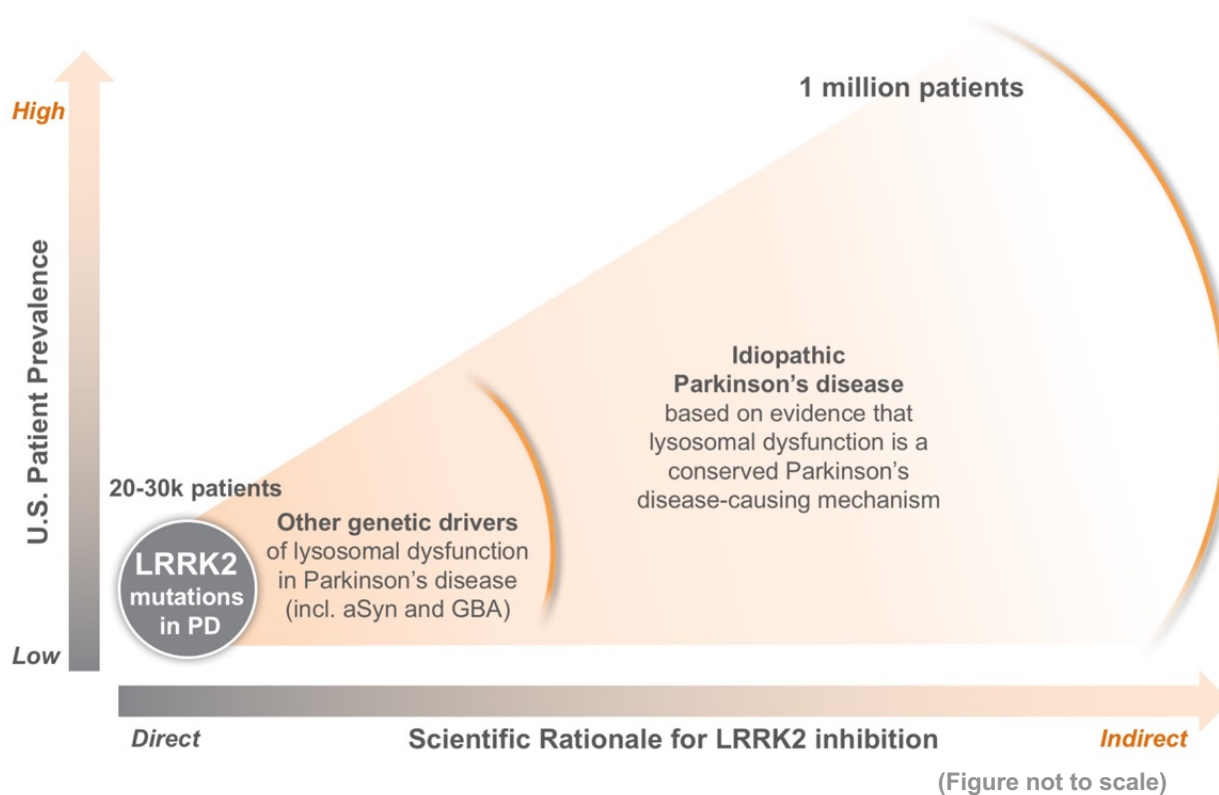 1 million patients
High
U.S. Patient Prevalence
Idiopathic
Parkinson's disease
based on evidence that
lysosomal dysfunction is a
conserved Parkinson's
disease-causing mechanism
20-30k patients
Other genetic drivers
of lysosomal dysfunction
in Parkinson's disease
(incl. aSyn and GBA)
LRRK2
mutations
in PD
Low
Direct
Scientific Rationale for LRRK2 inhibition
Indirect
(Figure not to scale)